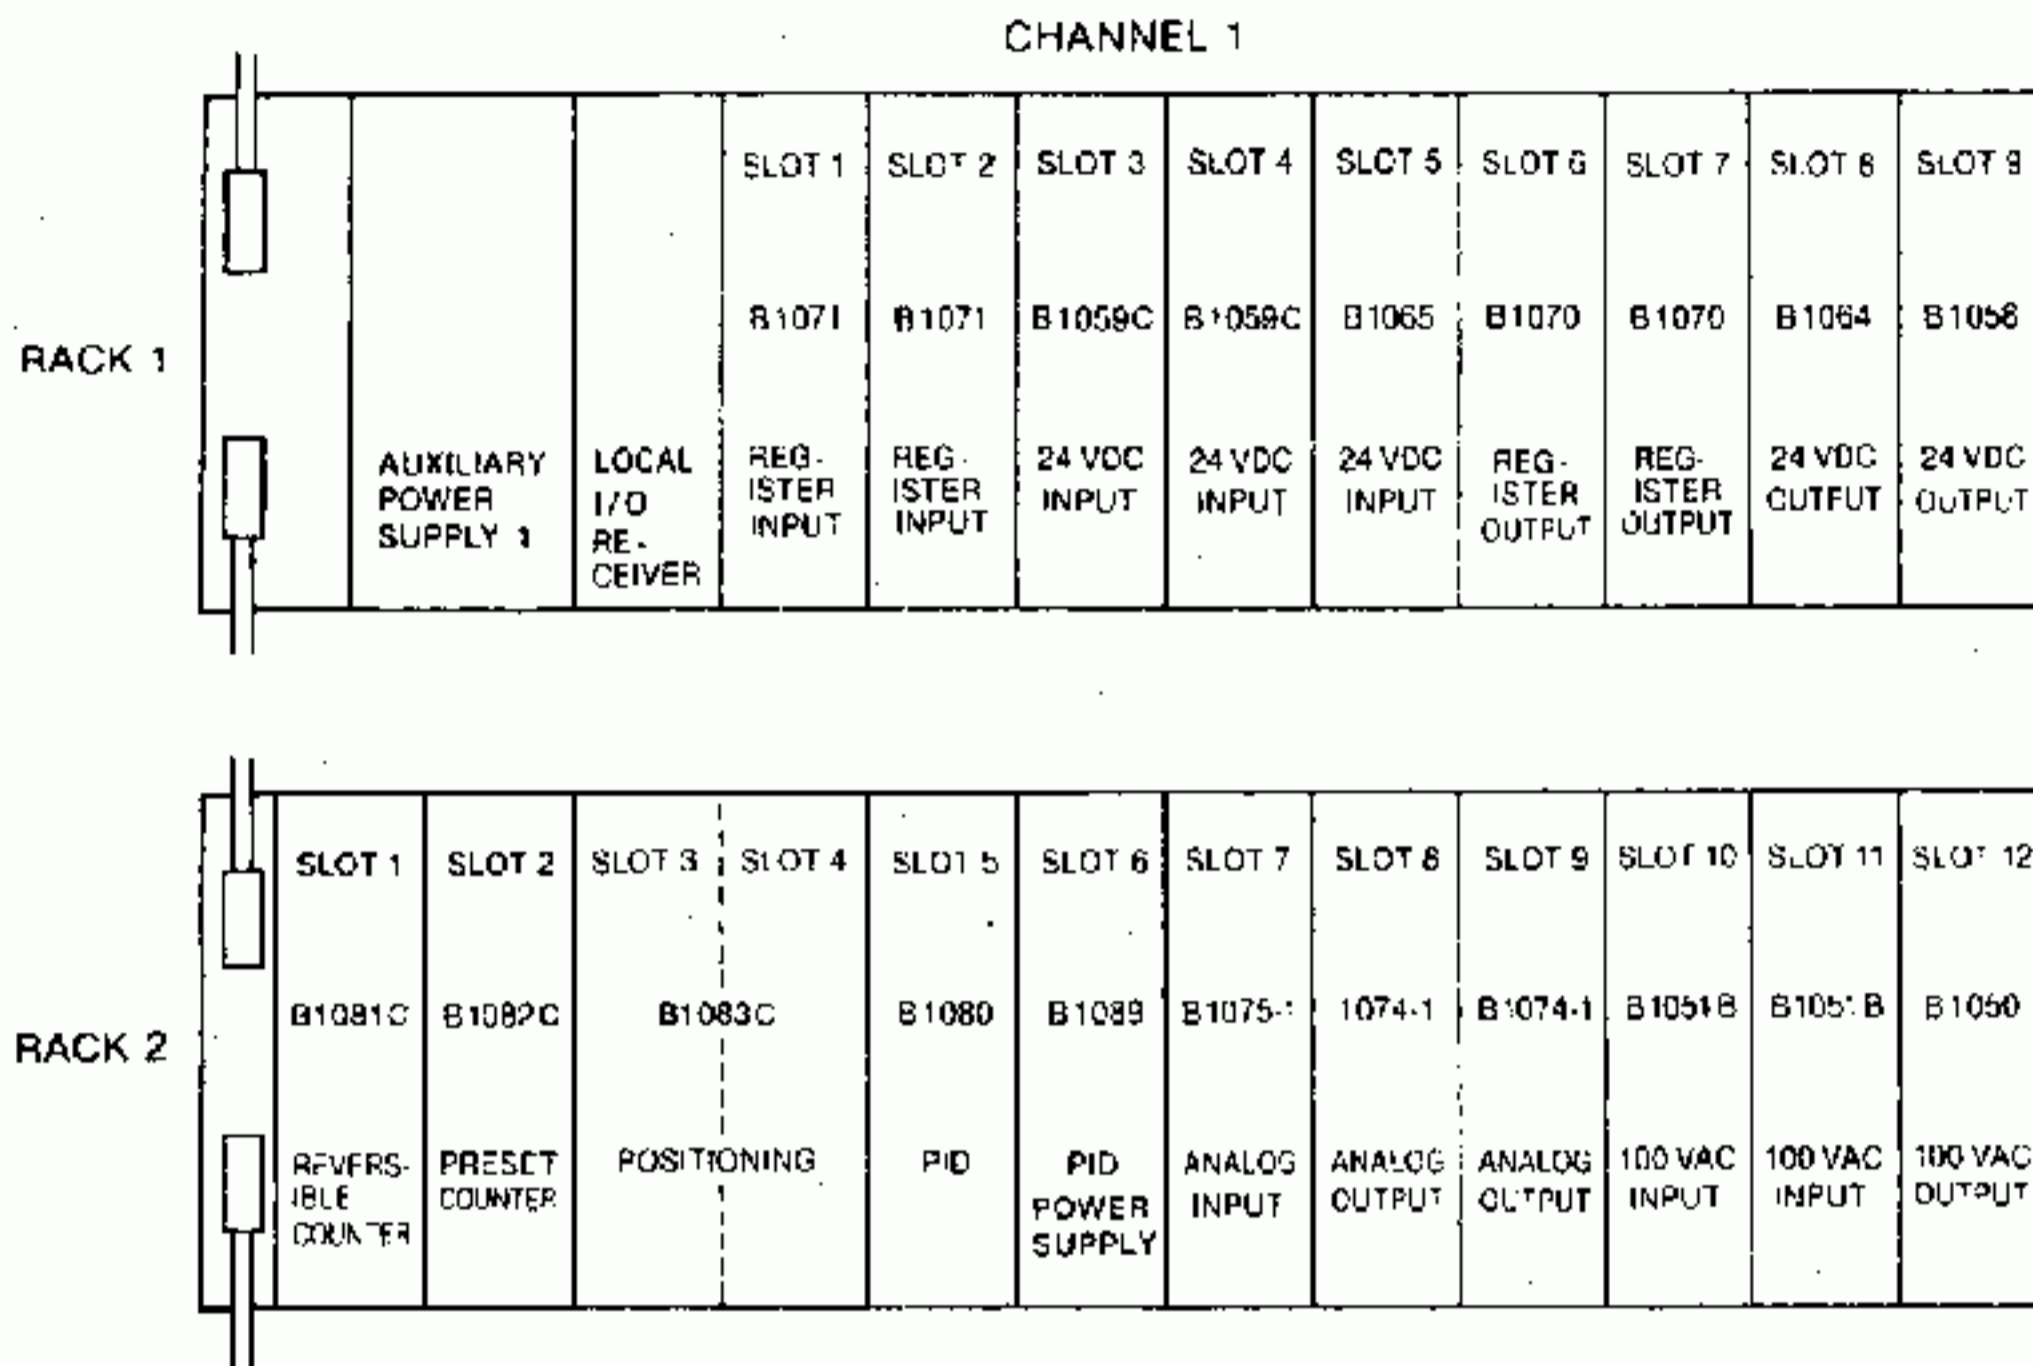 CHANNEL 1
RACK 1
SLOT 1 SLOT 2 SLOT 3 SLOT 4 SLOT 5 SLOT 6 SLOT 7 SLOT 8 SLOT 9
B1071 B1071 B1059C B1059C B1065 B1070 B1070 B1064 B1058
AUXILIARY
POWER
SUPPLY 1
LOCAL
I/O
RE-
CEIVER
REG-
ISTER
INPUT
REG-
ISTER
INPUT
24 VDC
INPUT
24 VDC
INPUT
24 VDC
INPUT
REG-
ISTER
OUTPUT
REG-
ISTER
OUTPUT
24 VDC
OUTPUT
24 VDC
OUTPUT
RACK 2
SLOT 1 SLOT 2 SLOT 3 SLOT 4 SLOT 5 SLOT 6 SLOT 7 SLOT 8 SLOT 9 SLOT 10 SLOT 11 SLOT 12
B1081C B1082C B1083C B1080 B1089 B1075-1 1074-1 B1074-1 B1051B B1051B B1050
REVERS-
IBLE
COUNTER
PRESET
COUNTER
POSITIONING
PID
PID
POWER
SUPPLY
ANALOG
INPUT
ANALOG
OUTPUT
ANALOG
OUTPUT
100 VAC
INPUT
100 VAC
INPUT
100 VAC
OUTPUT